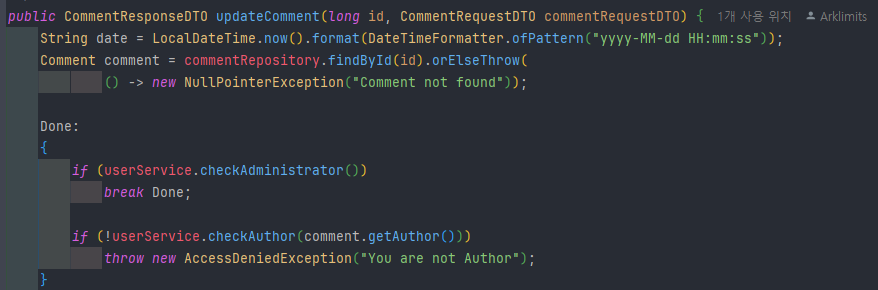 public CommentResponseDTO updateComment(long id, CommentRequestDTO commentRequestDTO) { 1개 사용 위치 Arklimits
String date = LocalDateTime.now().format(DateTimeFormatter.ofPattern("yyyy-MM-dd HH:mm:ss"));
Comment comment = commentRepository.findById(id).orElseThrow(
() -> new NullPointerException("Comment not found"));
Done:
{
if (userService.checkAdministrator())
break Done;
if (!userService.checkAuthor(comment.getAuthor()))
throw new AccessDeniedException("You are not Author");
}